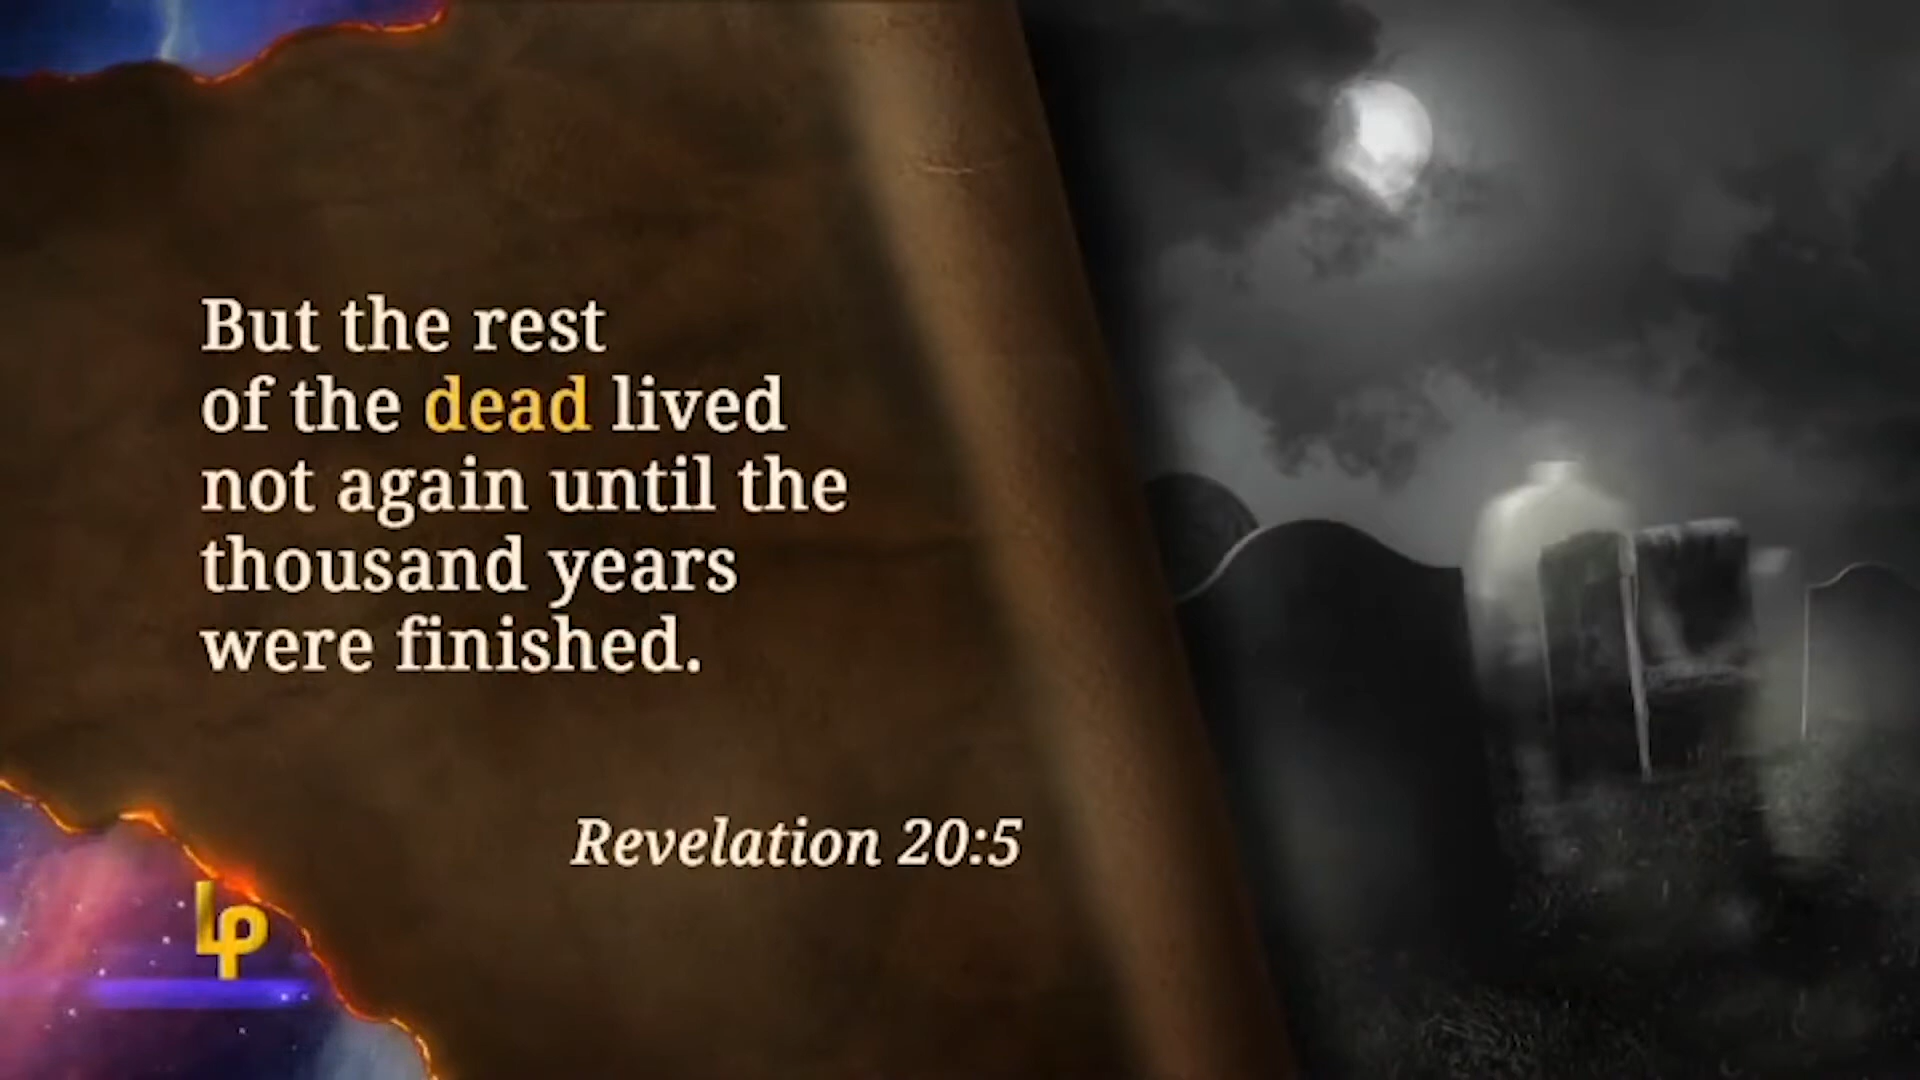 But the rest
of the dead lived
not again until the
thousand years
were finished.
Revelation 20:5
LP